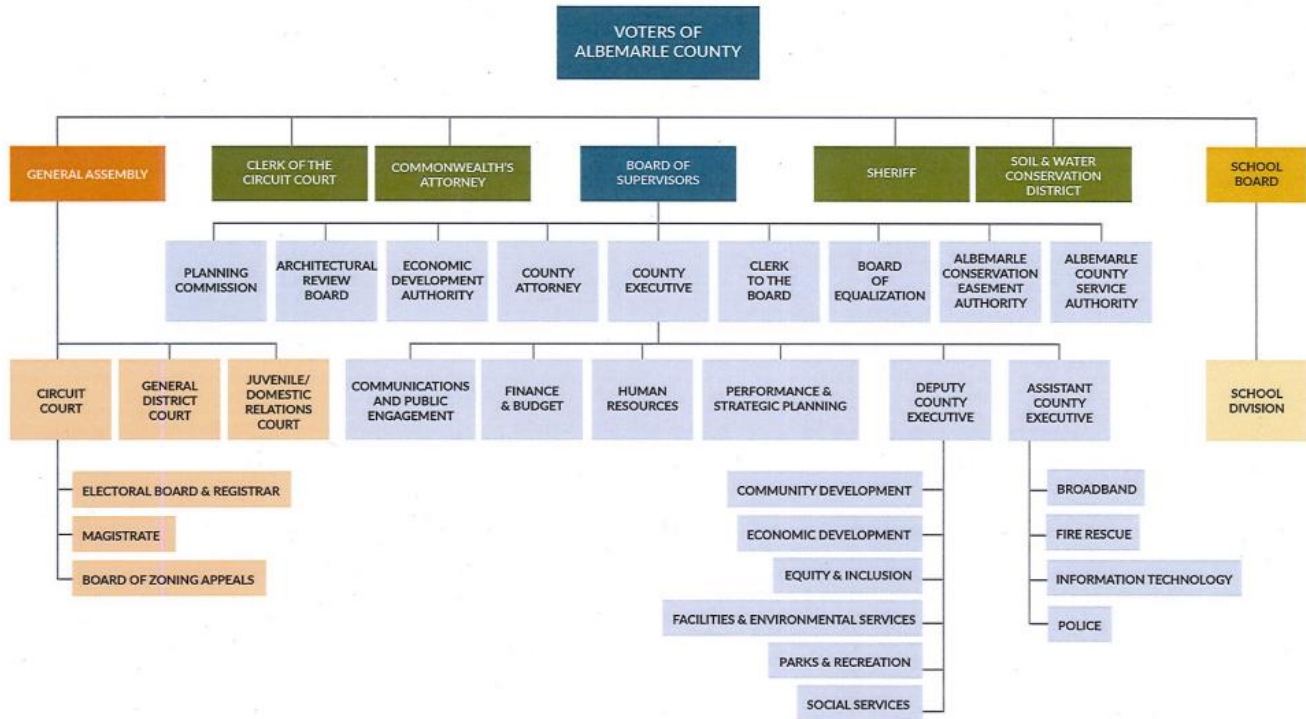 VOTERS OF
ALBEMARLE COUNTY
GENERAL ASSEMBLY
CLERK OF THE
CIRCUIT COURT
COMMONWEALTH'S
ATTORNEY
BOARD OF
SUPERVISORS
SHERIFF
SOIL & WATER
CONSERVATION
DISTRICT
SCHOOL
BOARD
PLANNING
COMMISSION
ARCHITECTURAL
REVIEW
BOARD
ECONOMIC
DEVELOPMENT
AUTHORITY
COUNTY
ATTORNEY
COUNTY
EXECUTIVE
CLERK
TO THE
BOARD
BOARD
OF
EQUALIZATION
ALBEMARLE
CONSERVATION
EASEMENT
AUTHORITY
ALBEMARLE
COUNTY
SERVICE
AUTHORITY
CIRCUIT
COURT
GENERAL
DISTRICT
COURT
JUVENILE/
DOMESTIC
RELATIONS
COURT
COMMUNICATIONS
AND PUBLIC
ENGAGEMENT
FINANCE
& BUDGET
HUMAN
RESOURCES
PERFORMANCE &
STRATEGIC PLANNING
DEPUTY
COUNTY
EXECUTIVE
ASSISTANT
COUNTY
EXECUTIVE
SCHOOL
DIVISION
ELECTORAL BOARD & REGISTRAR
MAGISTRATE
BOARD OF ZONING APPEALS
COMMUNITY DEVELOPMENT
ECONOMIC DEVELOPMENT
EQUITY & INCLUSION
FACILITIES & ENVIRONMENTAL SERVICES
PARKS & RECREATION
SOCIAL SERVICES
BROADBAND
FIRE RESCUE
INFORMATION TECHNOLOGY
POLICE